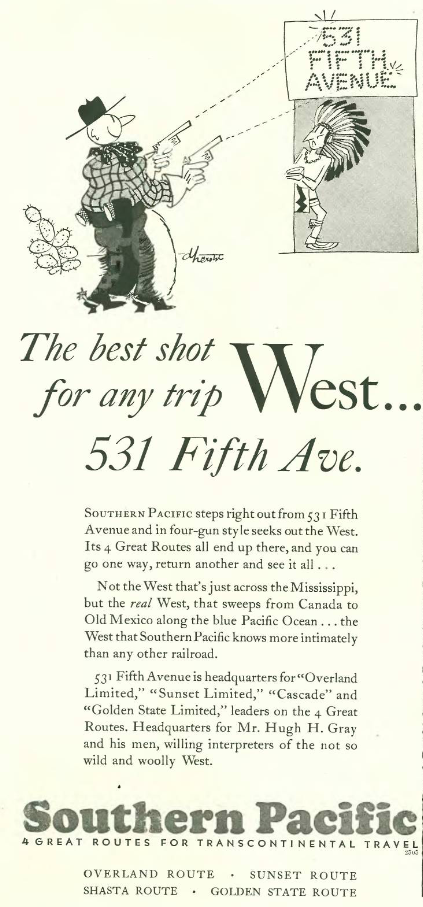 531
FIFTH
AVENUE
The best shot
for any trip West...
531 Fifth Ave.
SOUTHERN PACIFIC steps right out from 531 Fifth
Avenue and in four-gun style seeks out the West.
Its 4 Great Routes all end up there, and you can
go one way, return another and see it all . . .
Not the West that's just across the Mississippi,
but the real West, that sweeps from Canada to
Old Mexico along the blue Pacific Ocean . . . the
West that Southern Pacific knows more intimately
than any other railroad.
531 Fifth Avenue is headquarters for "Overland
Limited," "Sunset Limited," "Cascade" and
"Golden State Limited," leaders on the 4 Great
Routes. Headquarters for Mr. Hugh H. Gray
and his men, willing interpreters of the not so
wild and woolly West.
Southern Pacific
4 GREAT ROUTES FOR TRANSCONTINENTAL TRAVEL
OVERLAND ROUTE · SUNSET ROUTE
SHASTA ROUTE · GOLDEN STATE ROUTE